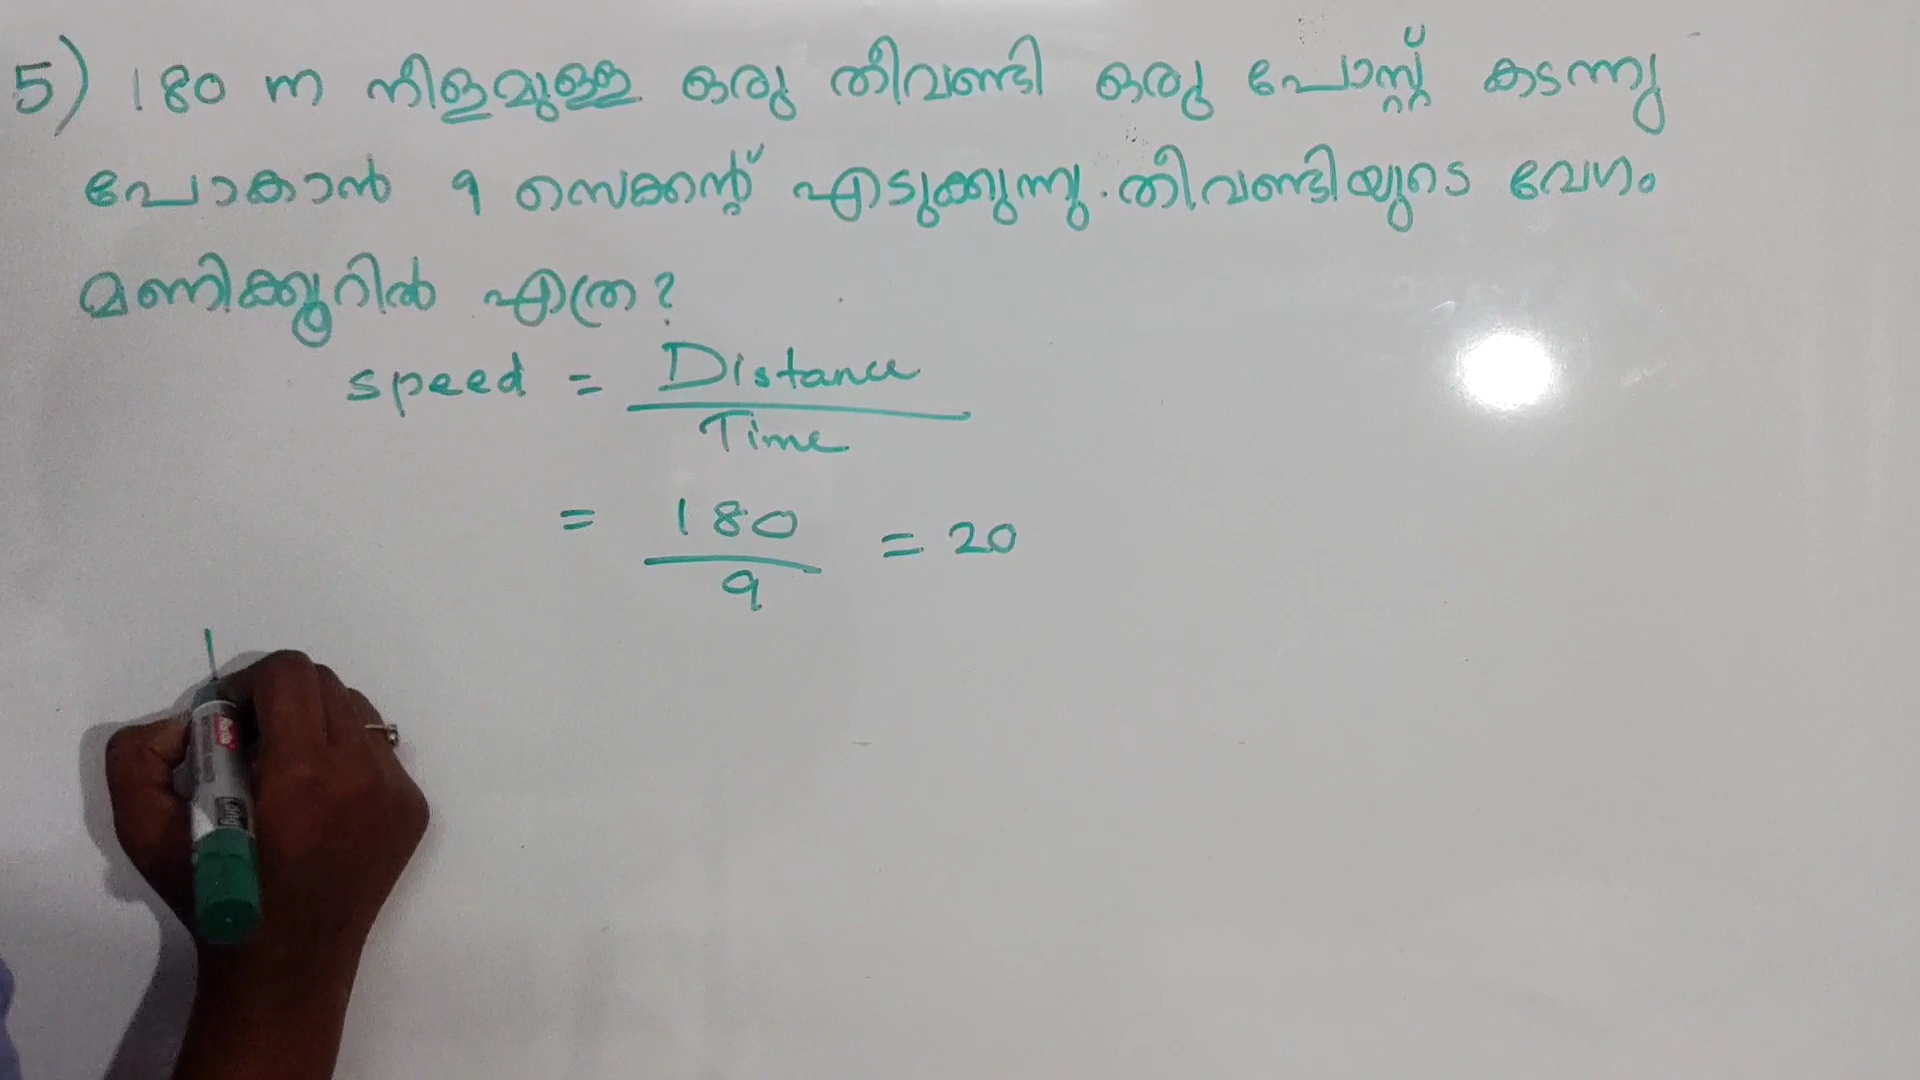 5) 180 m നീളമുള്ള ഒരു തീവണ്ടി ഒരു പോസ്റ്റ് കടന്നു
പോകാൻ 9 സെക്കന്റ് എടുക്കുന്നു. തീവണ്ടിയുടെ വേഗം
മണിക്കൂറിൽ എത്ര?
speed = Distance
Time
= 180 = 20
9